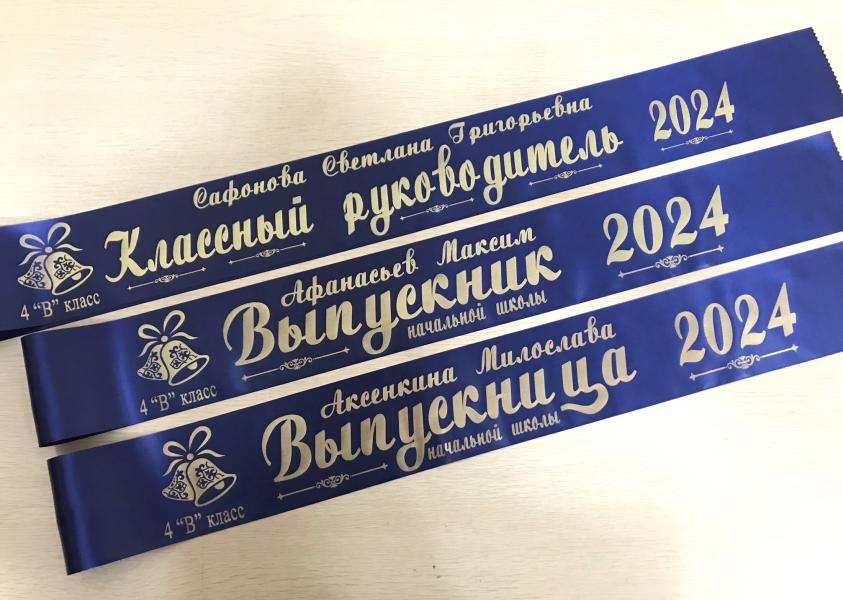 Сафонова Светлана Григорьевна
Классный руководитель
2024
4 “В” класс
Афанасьев Максим
Выпускник
начальной школы
2024
4 “В” класс
Аксенкина Милослава
Выпускница
начальной школы
2024
4 “В” класс